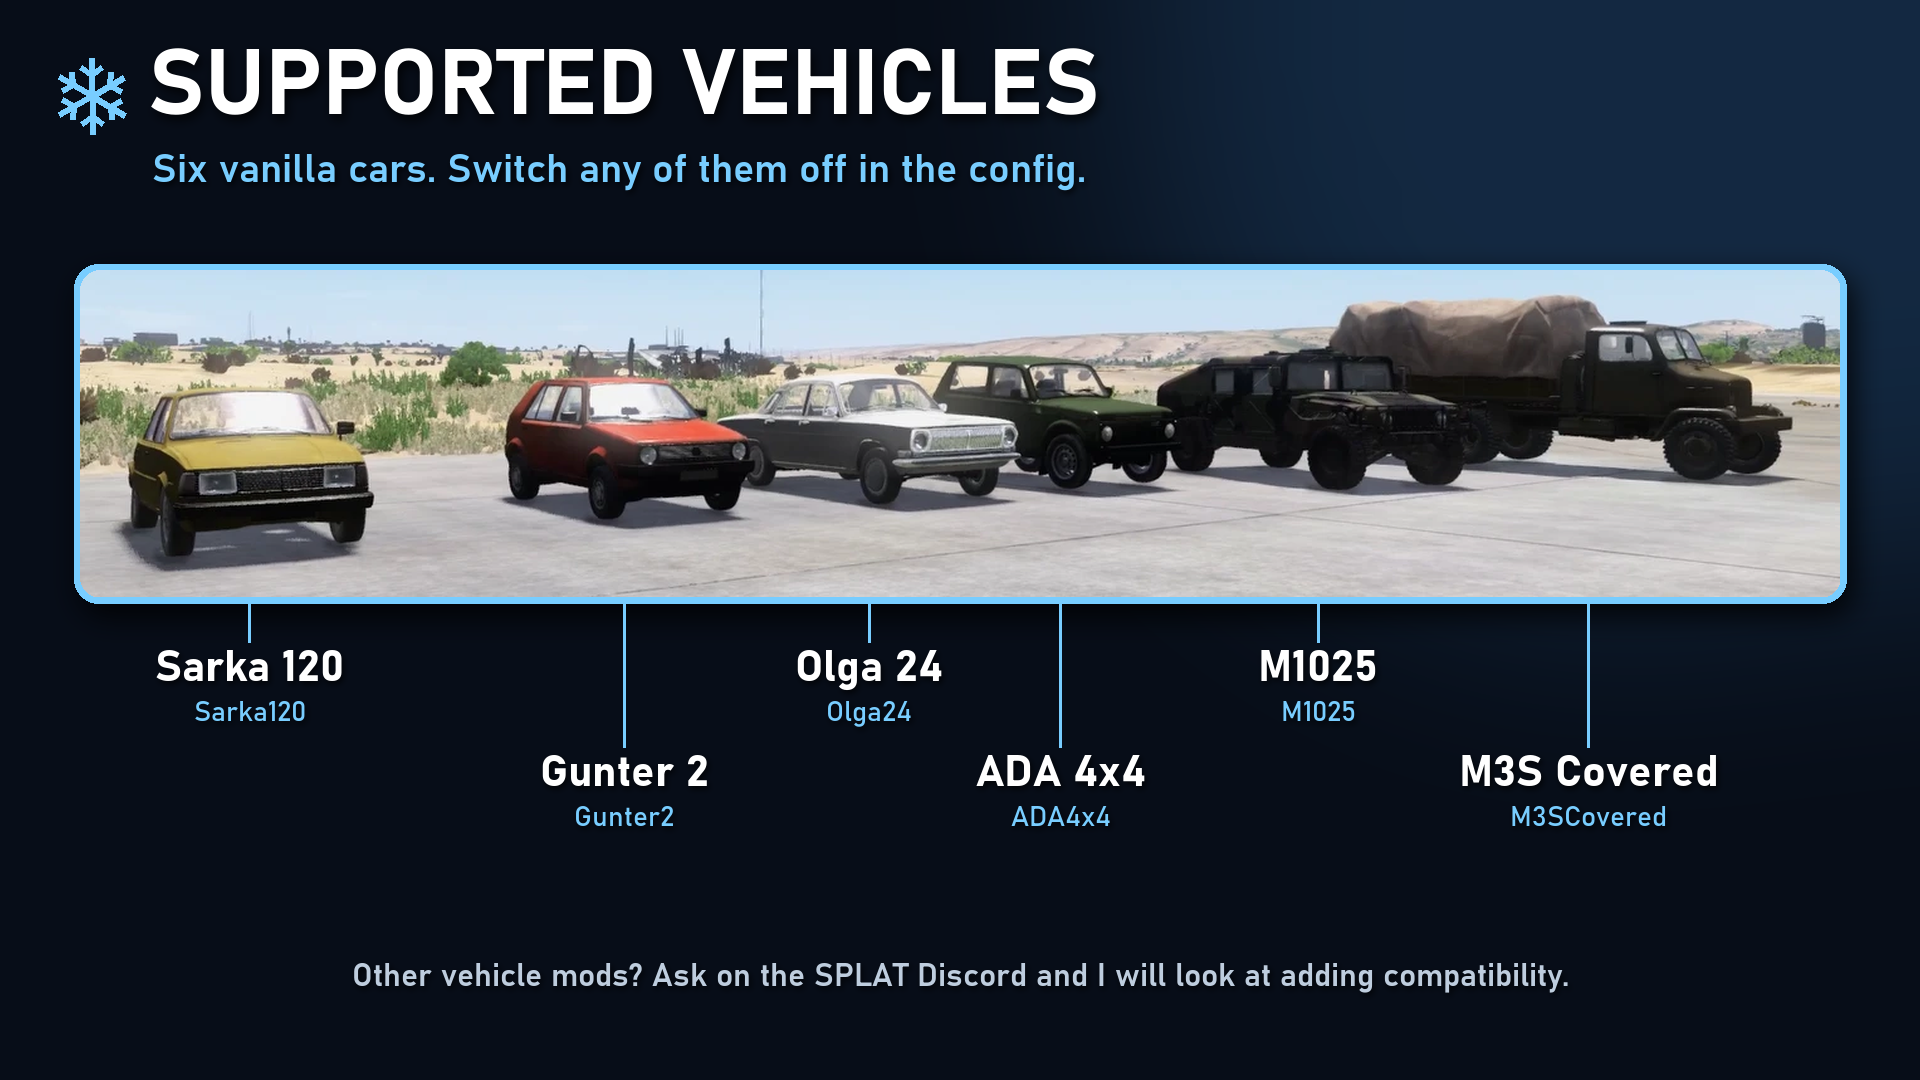 SUPPORTED VEHICLES
Six vanilla cars. Switch any of them off in the config.
Sarka 120
Sarka120
Gunter 2
Gunter2
Olga 24
Olga24
ADA 4x4
ADA4x4
M1025
M1025
M3S Covered
M3SCovered
Other vehicle mods? Ask on the SPLAT Discord and I will look at adding compatibility.